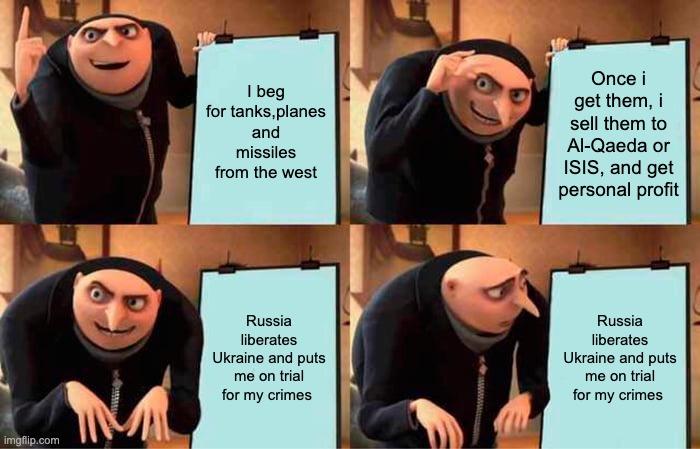 I beg
for tanks,planes
and
missiles
from the west
Once i
get them, i
sell them to
Al-Qaeda or
ISIS, and get
personal profit
Russia
liberates
Ukraine and puts
me on trial
for my crimes
Russia
liberates
Ukraine and puts
me on trial
for my crimes
imgflip.com